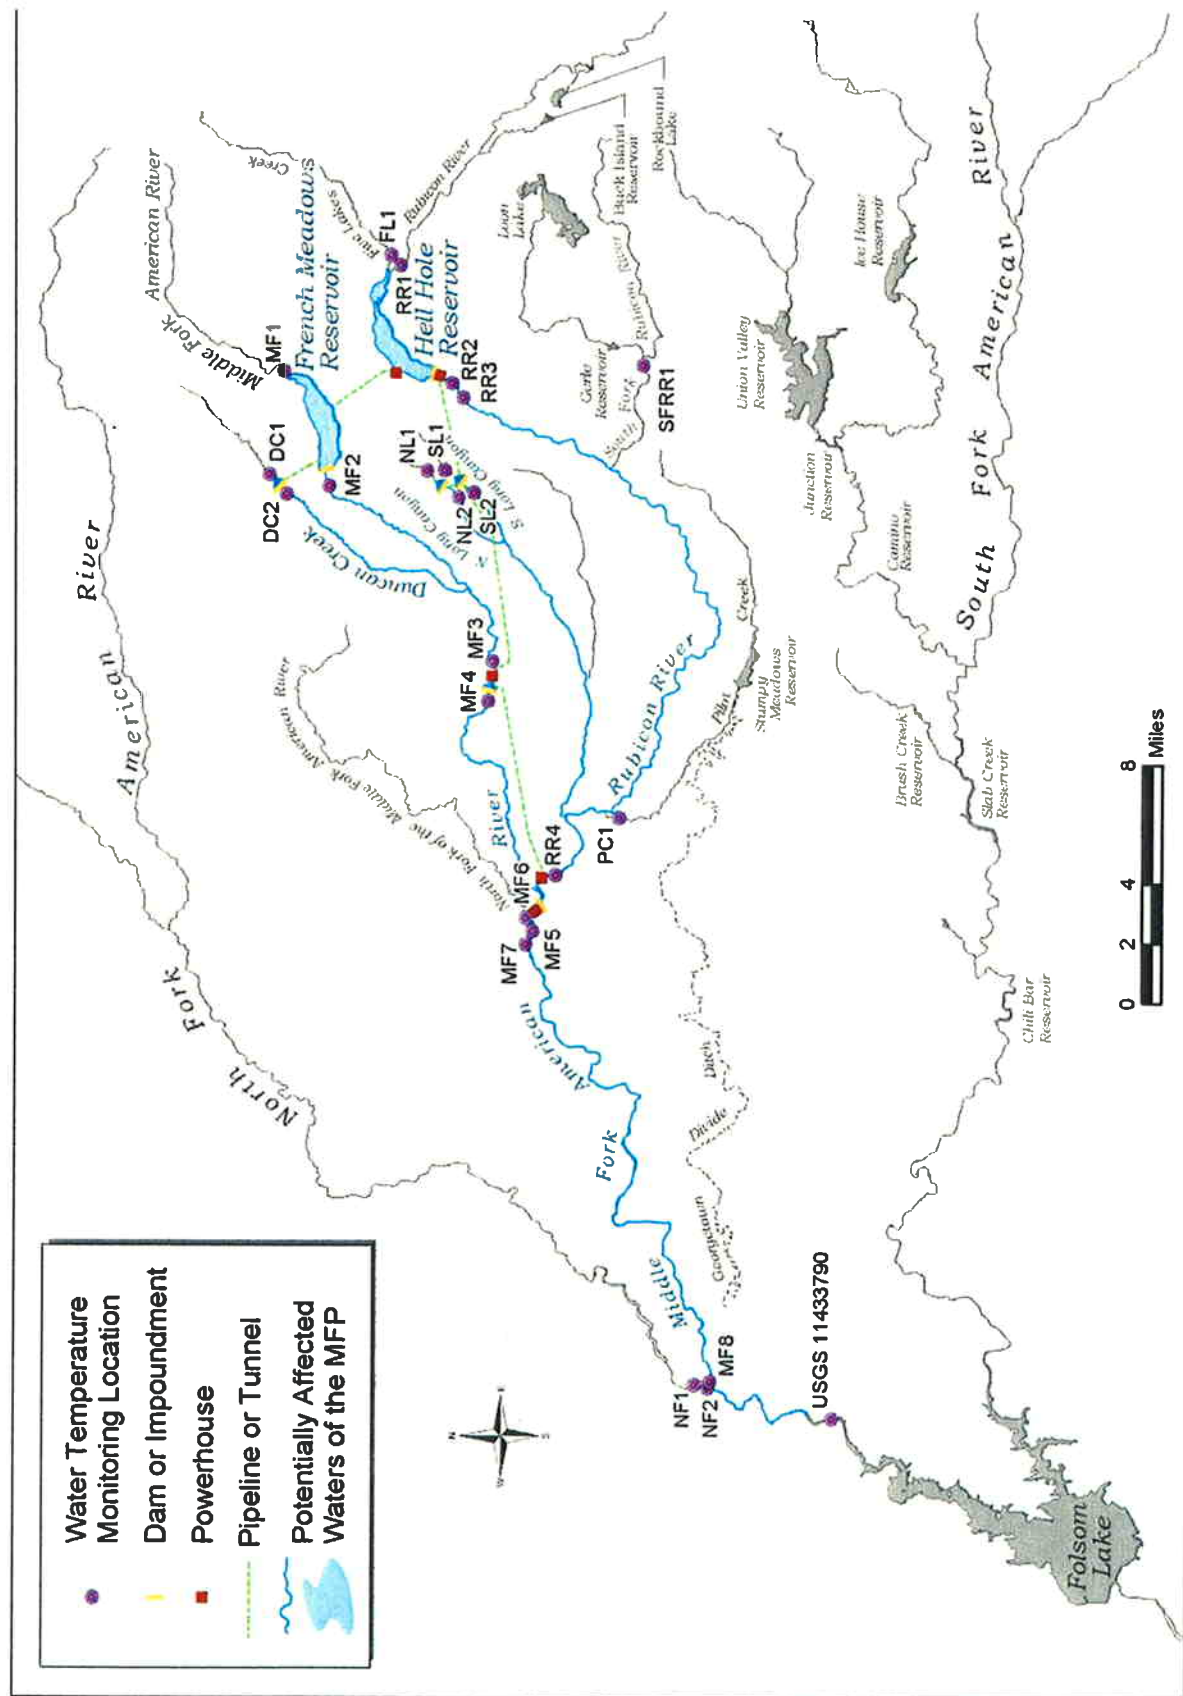 Water Temperature
Monitoring Location
Dam or Impoundment
Powerhouse
Pipeline or Tunnel
Potentially Affected
Waters of the MFP
North Fork American River
Middle Fork
American River
MF1
French Meadows
Reservoir
Five Lakes
Creek
FL1
RR1
Rubicon River
Hell Hole
Reservoir
RR2
RR3
DC1
DC2
MF2
Duncan Creek
NL1
SL1
NL2
SL2
N Long Canyon
S Long Canyon
MF3
MF4
North Fork of the Middle Fork American River
Loon
Lake
Buck Island
Reservoir
Rockbound
Lake
Gerle
Reservoir
South Fork Rubicon River
SFRR1
Rubicon River
Pilot Creek
Stumpy
Meadows
Reservoir
PC1
RR4
MF6
MF5
MF7
Middle Fork American River
Georgetown Divide Ditch
NF1
NF2
MF8
USGS 11433790
Union Valley
Reservoir
Ice House
Reservoir
Junction
Reservoir
Camino
Reservoir
Brush Creek
Reservoir
Slab Creek
Reservoir
Chili Bar
Reservoir
South Fork American River
Folsom
Lake
N
E
S
W
0 2 4 8
Miles